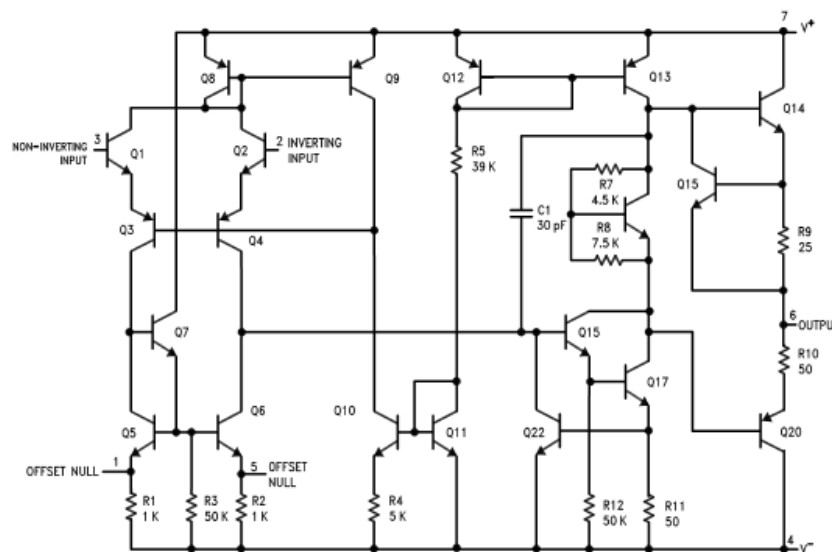 7
V+
Q8
Q9
Q12
Q13
Q14
3
NON-INVERTING
INPUT
Q1
Q2
2 INVERTING
INPUT
R5
39 K
R7
4.5 K
Q15
C1
30 pF
R8
7.5 K
R9
25
Q3
Q4
6
OUTPUT
Q7
Q15
R10
50
Q17
Q5
Q6
Q10
Q11
Q22
Q20
OFFSET NULL
1
5
OFFSET
NULL
R1
1 K
R3
50 K
R2
1 K
R4
5 K
R12
50 K
R11
50
4
V−